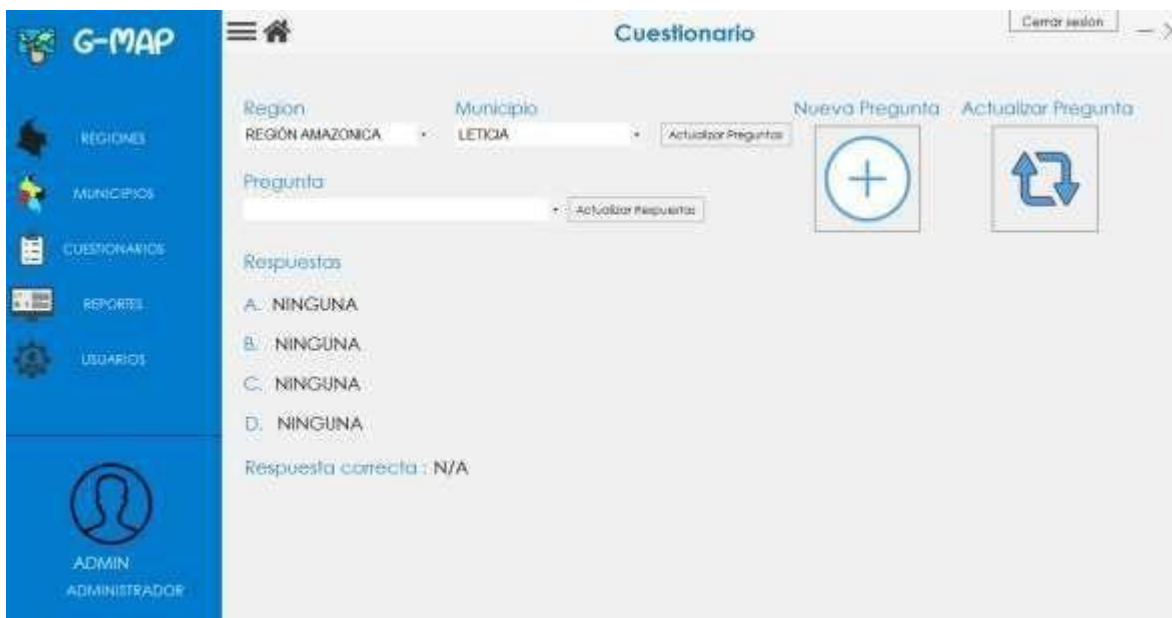 G-MAP
Cuestionario
Cerrar sesión
REGIONES
MUNICIPIOS
CUESTIONARIOS
REPORTES
USUARIOS
ADMIN
ADMINISTRADOR
Region
Municipio
REGIÓN AMAZONICA
LETICIA
Actualizar Preguntas
Nueva Pregunta
Actualizar Pregunta
Pregunta
Actualizar Respuestas
Respuestas
A. NINGUNA
B. NINGUNA
C. NINGUNA
D. NINGUNA
Respuesta correcta : N/A